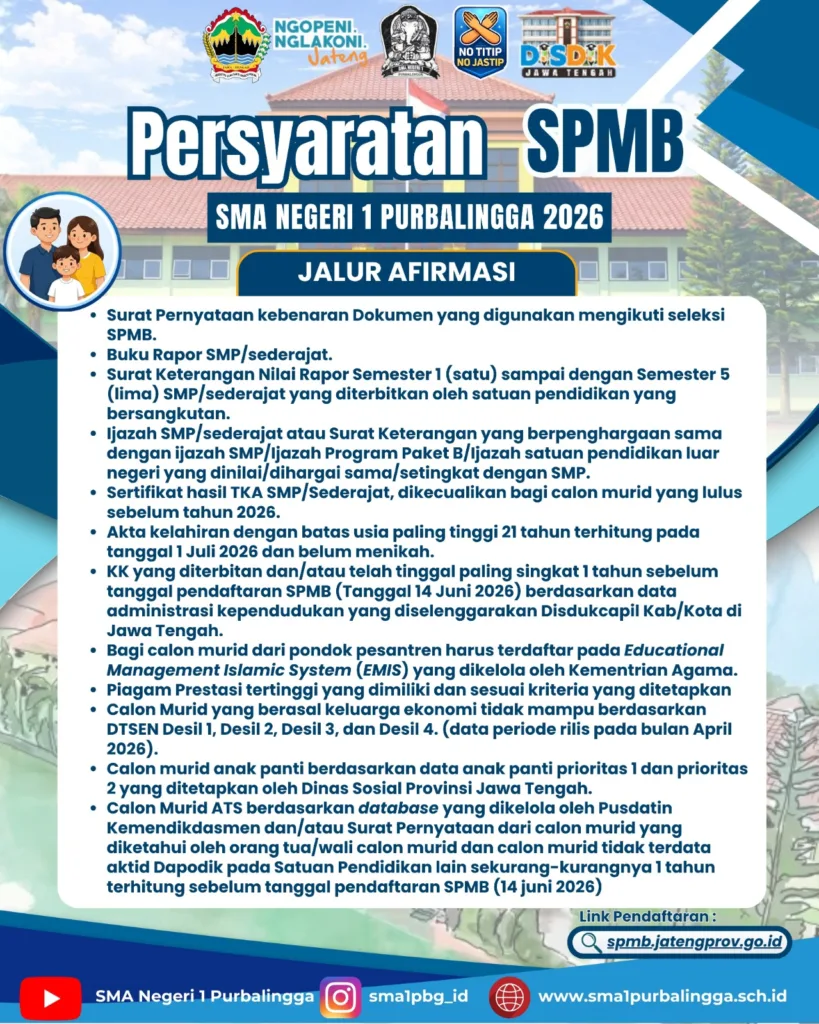 NGOPENI.
NGLAKONI.
Jateng
SMA NEGERI 1
PURBALINGGA
NO TITIP
NO JASTIP
DISDIK
JAWA TENGAH
Persyaratan SPMB
SMA NEGERI 1 PURBALINGGA 2026
JALUR AFIRMASI
• Surat Pernyataan kebenaran Dokumen yang digunakan mengikuti seleksi
SPMB.
• Buku Rapor SMP/sederajat.
• Surat Keterangan Nilai Rapor Semester 1 (satu) sampai dengan Semester 5
(lima) SMP/sederajat yang diterbitkan oleh satuan pendidikan yang
bersangkutan.
• Ijazah SMP/sederajat atau Surat Keterangan yang berpenghargaan sama
dengan ijazah SMP/Ijazah Program Paket B/Ijazah satuan pendidikan luar
negeri yang dinilai/dihargai sama/setingkat dengan SMP.
• Sertifikat hasil TKA SMP/Sederajat, dikecualikan bagi calon murid yang lulus
sebelum tahun 2026.
• Akta kelahiran dengan batas usia paling tinggi 21 tahun terhitung pada
tanggal 1 Juli 2026 dan belum menikah.
• KK yang diterbitan dan/atau telah tinggal paling singkat 1 tahun sebelum
tanggal pendaftaran SPMB (Tanggal 14 Juni 2026) berdasarkan data
administrasi kependudukan yang diselenggarakan Disdukcapil Kab/Kota di
Jawa Tengah.
• Bagi calon murid dari pondok pesantren harus terdaftar pada Educational
Management Islamic System (EMIS) yang dikelola oleh Kementrian Agama.
• Piagam Prestasi tertinggi yang dimiliki dan sesuai kriteria yang ditetapkan
• Calon Murid yang berasal keluarga ekonomi tidak mampu berdasarkan
DTSEN Desil 1, Desil 2, Desil 3, dan Desil 4. (data periode rilis pada bulan April
2026).
• Calon murid anak panti berdasarkan data anak panti prioritas 1 dan prioritas
2 yang ditetapkan oleh Dinas Sosial Provinsi Jawa Tengah.
• Calon Murid ATS berdasarkan database yang dikelola oleh Pusdatin
Kemendikdasmen dan/atau Surat Pernyataan dari calon murid yang
diketahui oleh orang tua/wali calon murid dan calon murid tidak terdata
aktid Dapodik pada Satuan Pendidikan lain sekurang-kurangnya 1 tahun
terhitung sebelum tanggal pendaftaran SPMB (14 juni 2026)
Link Pendaftaran :
spmb.jatengprov.go.id
SMA Negeri 1 Purbalingga
sma1pbg_id
www.sma1purbalingga.sch.id